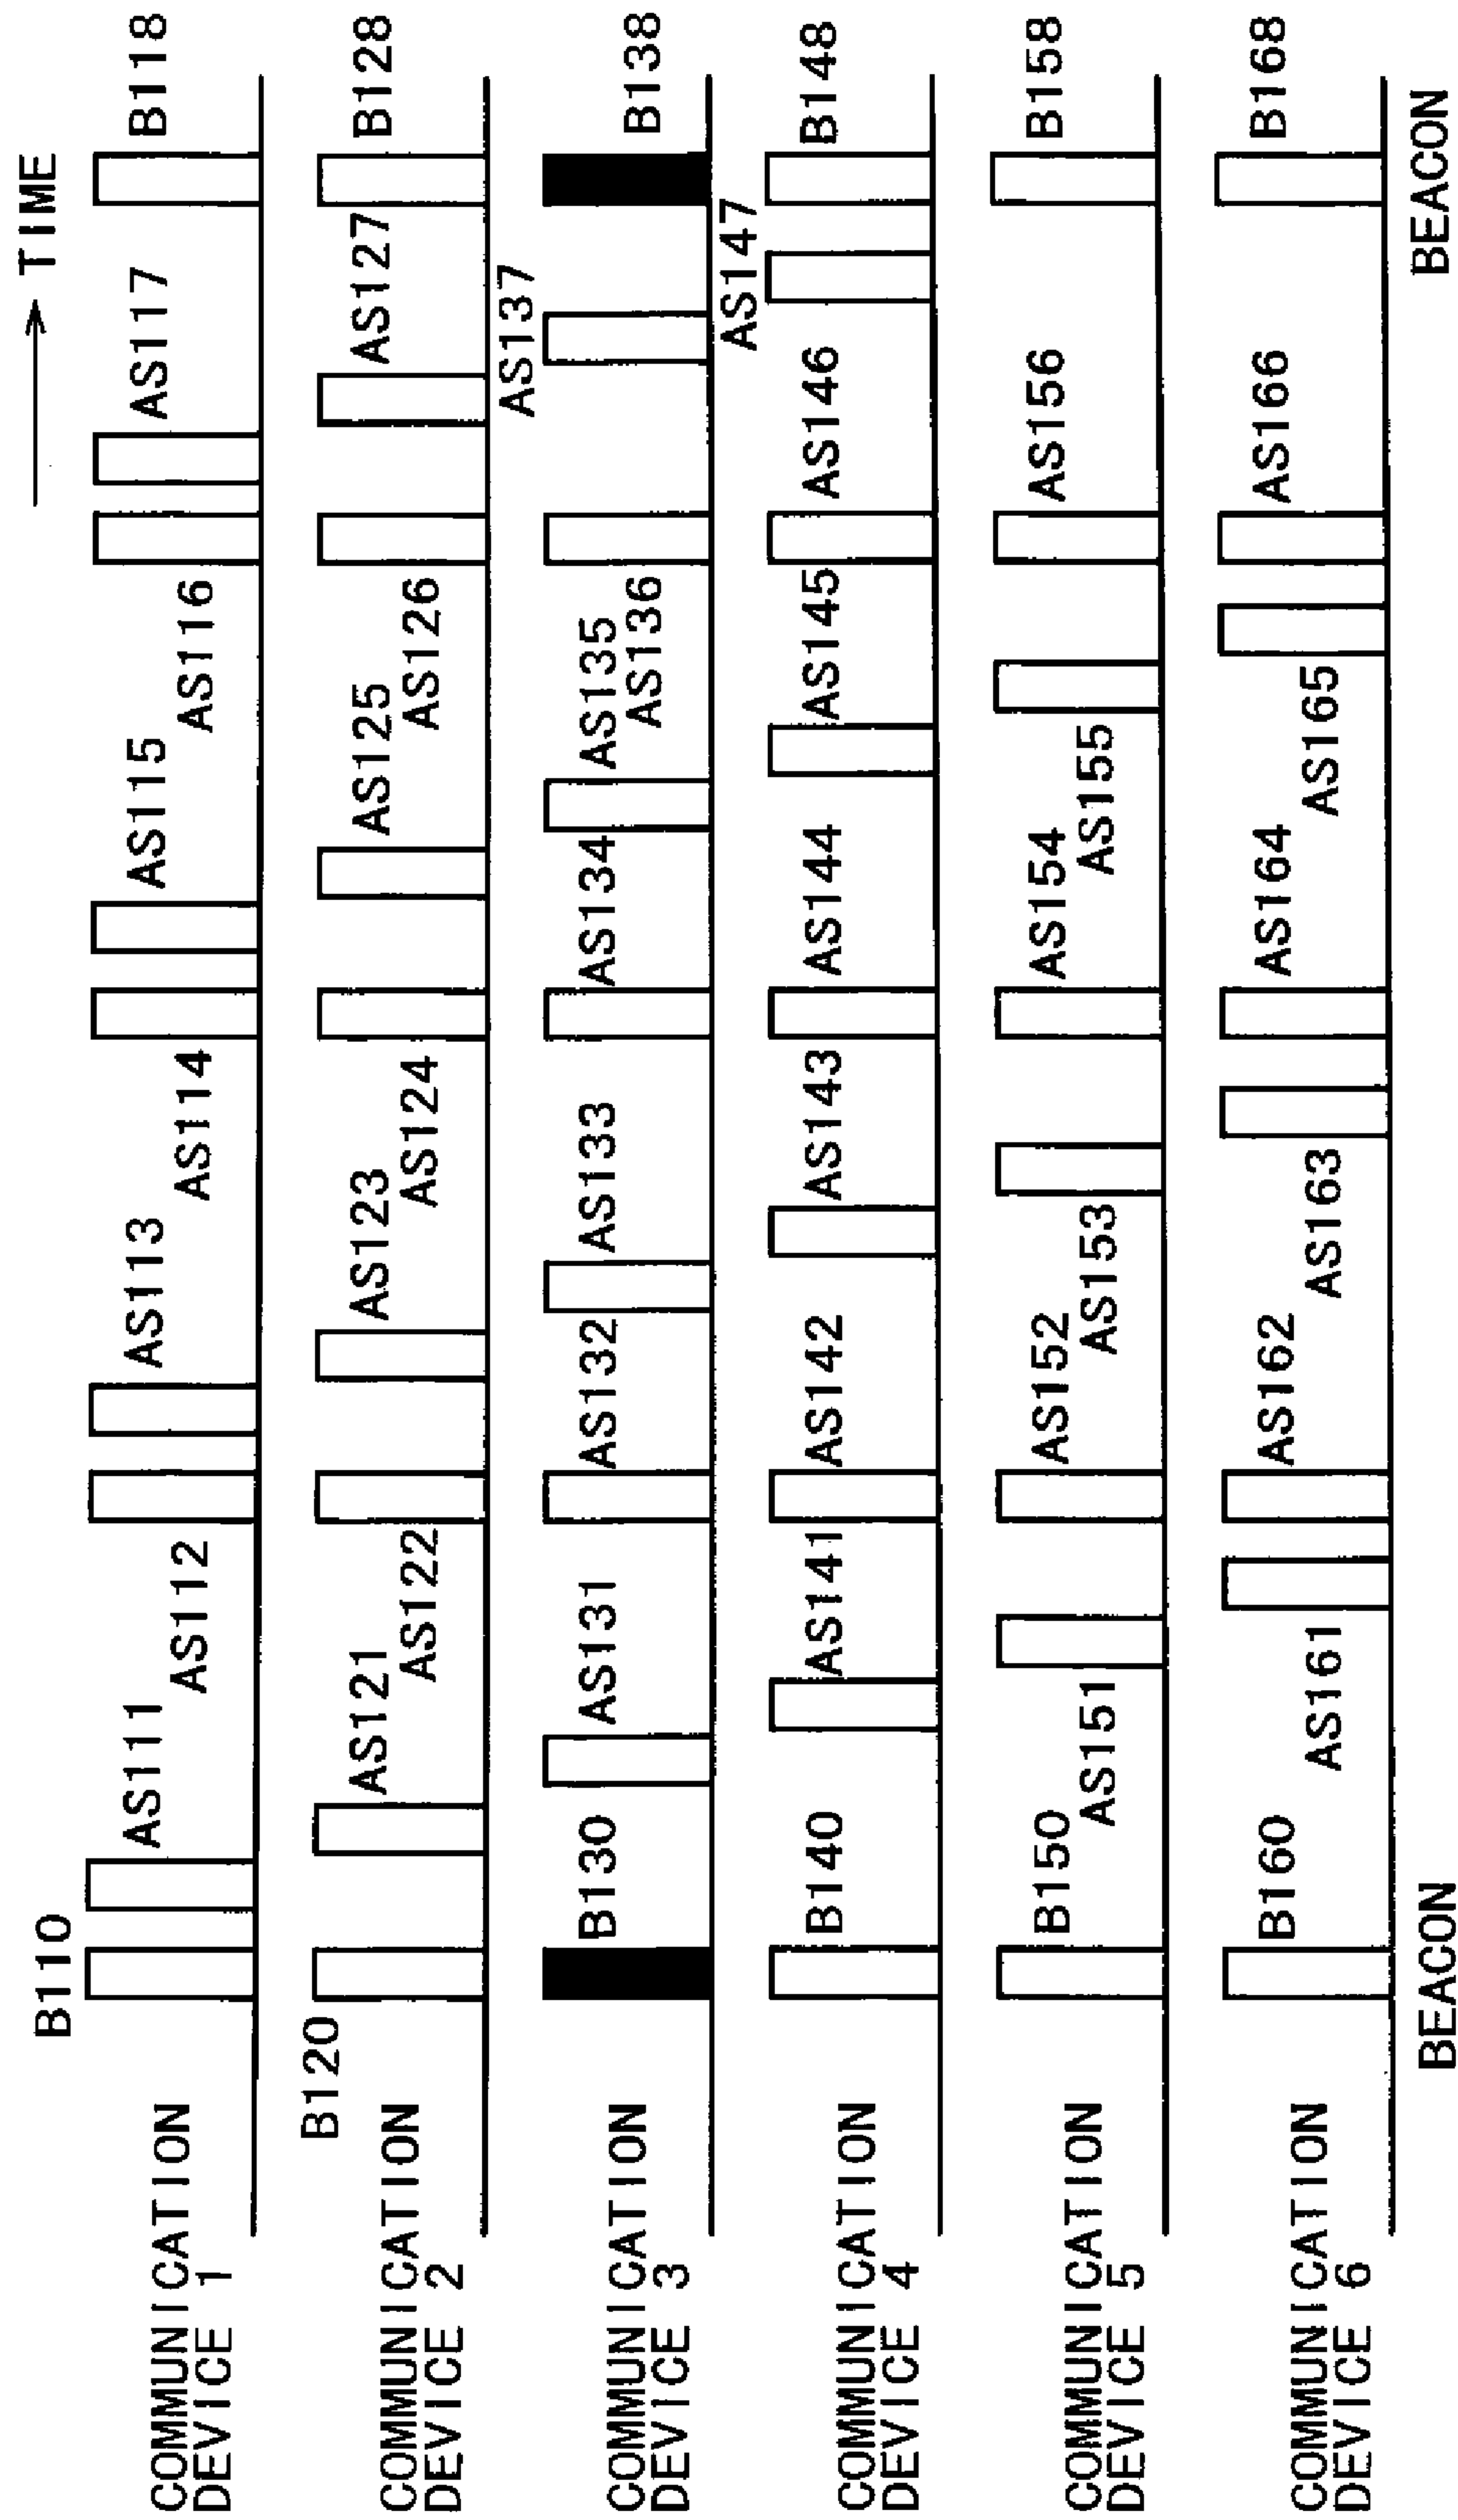 → TIME
COMMUNICATION
DEVICE 1
B110
AS111
AS112
AS113
AS114
AS115
AS116
AS117
B118
COMMUNICATION
DEVICE 2
B120
AS121
AS122
AS123
AS124
AS125
AS126
AS127
B128
COMMUNICATION
DEVICE 3
B130
AS131
AS132
AS133
AS134
AS135
AS136
AS137
B138
COMMUNICATION
DEVICE 4
B140
AS141
AS142
AS143
AS144
AS145
AS146
AS147
B148
COMMUNICATION
DEVICE 5
B150
AS151
AS152
AS153
AS154
AS155
AS156
B158
COMMUNICATION
DEVICE 6
B160
AS161
AS162
AS163
AS164
AS165
AS166
B168
BEACON
BEACON